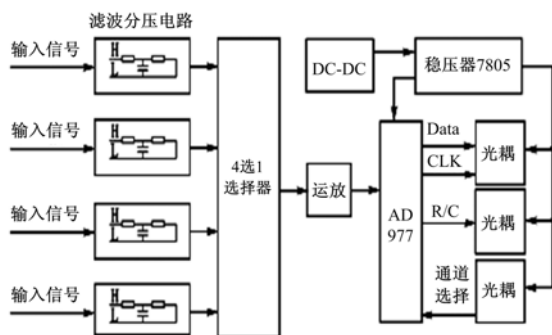 滤波分压电路
输入信号
H
L
输入信号
H
L
输入信号
H
L
输入信号
H
L
4选1
选择器
运放
DC-DC
稳压器7805
AD
977
Data
CLK
R/C
通道
选择
光耦
光耦
光耦